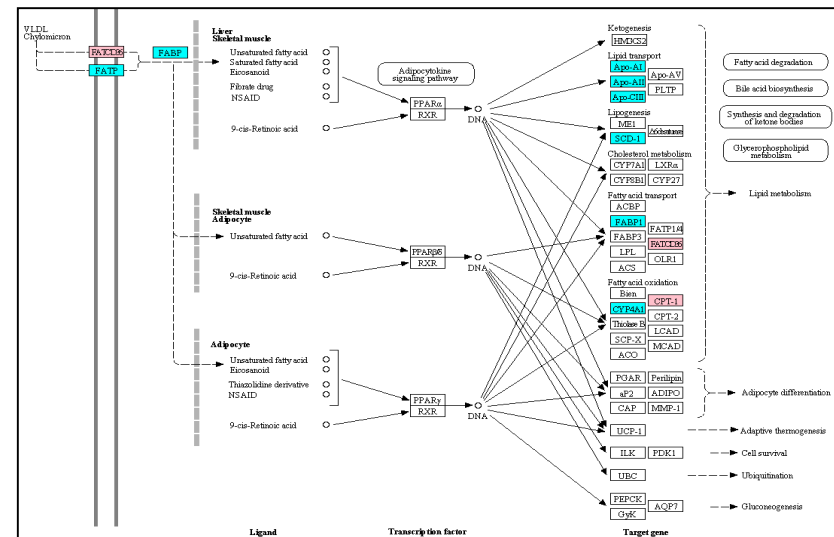 VLDL
Chylomicron
FATCD36
FATP
FABP
Liver
Skeletal muscle
Unsaturated fatty acid
Saturated fatty acid
Eicosanoid
Fibrate drug
NSAID
9-cis-Retinoic acid
Adipocytokine
signaling pathway
PPARα
RXR
DNA
Skeletal muscle
Adipocyte
Unsaturated fatty acid
9-cis-Retinoic acid
PPARβ/δ
RXR
DNA
Adipocyte
Unsaturated fatty acid
Eicosanoid
Thiazolidine derivative
NSAID
9-cis-Retinoic acid
PPARγ
RXR
DNA
Ketogenesis
HMGCS2
Lipid transport
Apo-AI
Apo-AII
Apo-AV
Apo-CIII
PLTP
Lipogenesis
ME1
SCD-1
Cholesterol metabolism
CYP7A1
LXRα
CYP8B1
CYP27
Fatty acid transport
ACBP
FABP1
FATP1/4
FABP3
FATCD36
LPL
OLR1
ACS
Fatty acid oxidation
Bien
CPT-1
CYP4A1
CPT-2
Thiolase B
LCAD
SCP-X
MCAD
ACO
PGAR
Perilipin
aP2
ADIPO
CAP
MMP-1
UCP-1
ILK
PDK1
UBC
PEPCK
AQP7
GyK
Fatty acid degradation
Bile acid biosynthesis
Synthesis and degradation
of ketone bodies
Glycerophospholipid
metabolism
Lipid metabolism
Adipocyte differentiation
Adaptive thermogenesis
Cell survival
Ubiquitination
Gluconeogenesis
Ligand
Transcription factor
Target gene